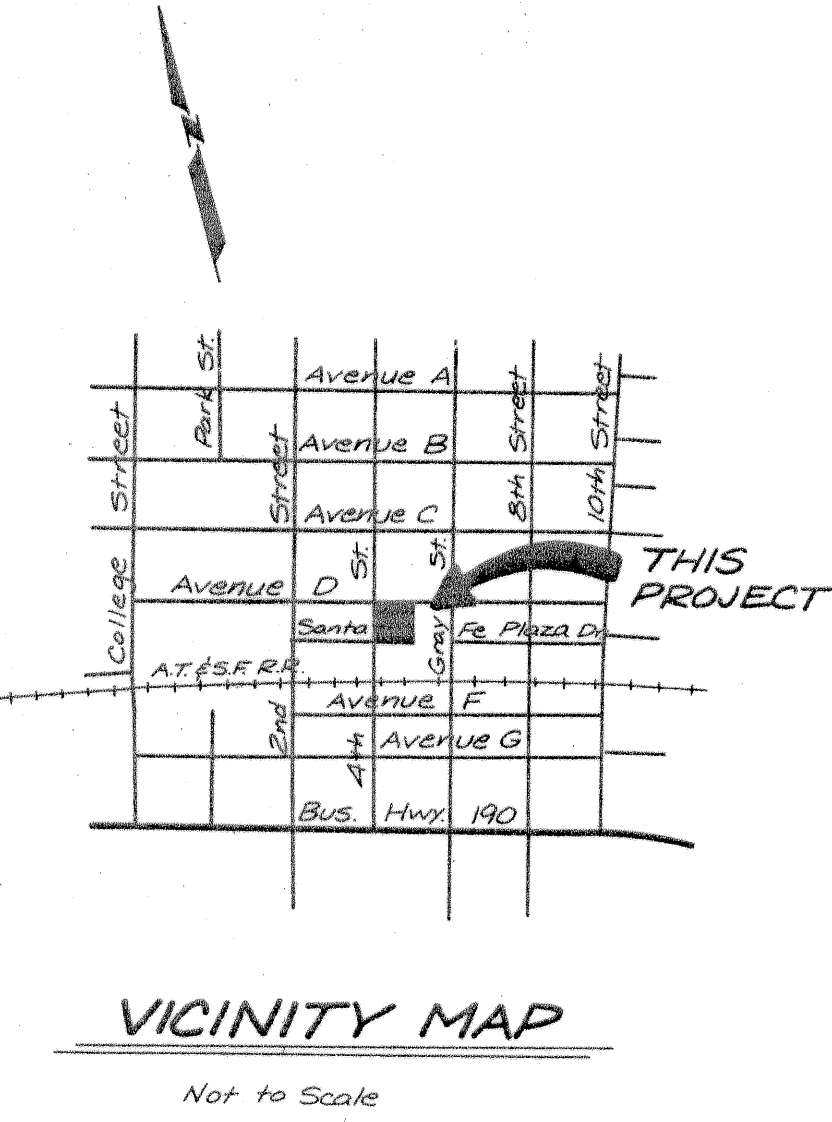 N
Park St.
Avenue A
8th Street
10th Street
College Street
2nd Street
Avenue B
Avenue C
4th St.
Gray St.
THIS
PROJECT
Avenue D
Santa Fe Plaza Dr.
A.T. & S.F. R.R.
Avenue F
Avenue G
Bus. Hwy. 190
VICINITY MAP
Not to Scale